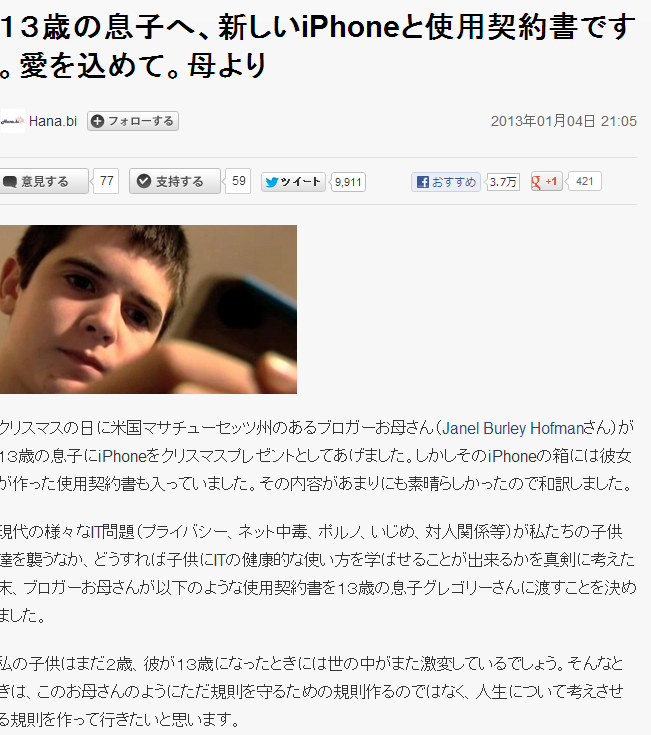 １３歳の息子へ、新しいiPhoneと使用契約書です
。愛を込めて。母より
Hana.bi フォローする 2013年01月04日 21:05
意見する 77 支持する 59 ツイート 9,911 おすすめ 3.7万 +1 421
クリスマスの日に米国マサチューセッツ州のあるブロガーお母さん（Janel Burley Hofmanさん）が
１３歳の息子にiPhoneをクリスマスプレゼントとしてあげました。しかしそのiPhoneの箱には彼女
が作った使用契約書も入っていました。その内容があまりにも素晴らしかったので和訳しました。
現代の様々なIT問題（プライバシー、ネット中毒、ポルノ、いじめ、対人関係等）が私たちの子供
達を襲うなか、どうすれば子供にITの健康的な使い方を学ばせることが出来るかを真剣に考えた
末、ブロガーお母さんが以下のような使用契約書を１３歳の息子グレゴリーさんに渡すことを決め
ました。
私の子供はまだ２歳、彼が１３歳になったときには世の中がまた激変しているでしょう。そんなと
きは、このお母さんのようにただ規則を守るための規則作るのではなく、人生について考えさせ
る規則を作って行きたいと思います。